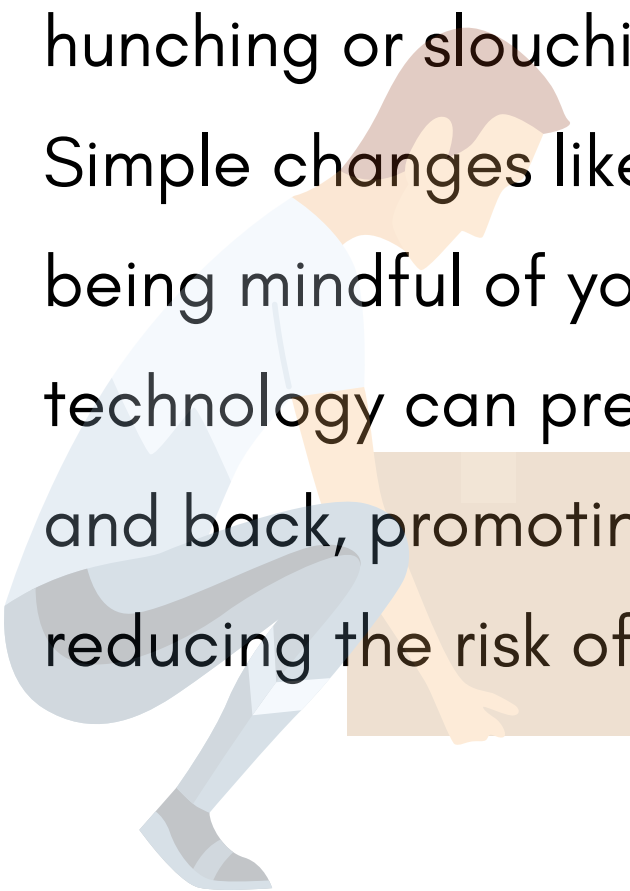 hunching or slouchi
Simple changes like
being mindful of yo
technology can pre
and back, promotin
reducing the risk of